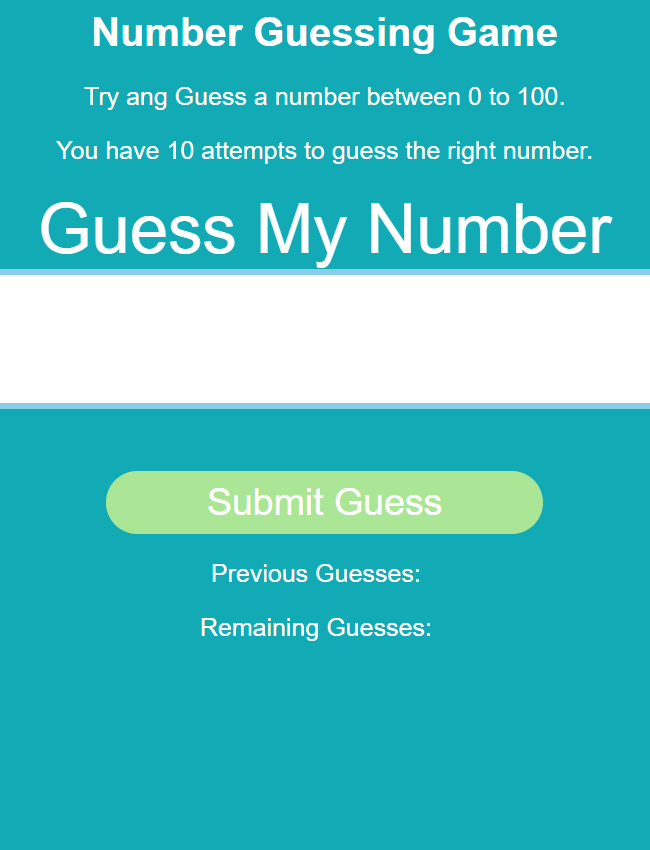 Number Guessing Game
Try ang Guess a number between 0 to 100.
You have 10 attempts to guess the right number.
Guess My Number
Submit Guess
Previous Guesses:
Remaining Guesses: